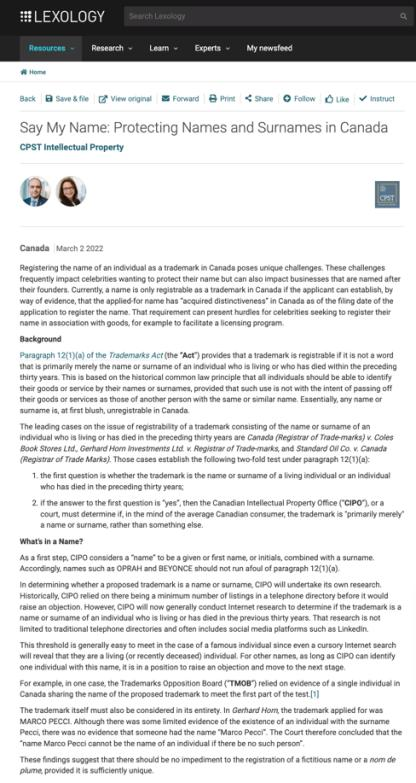 LEXOLOGY
Search Lexology
Resources
Research
Learn
Experts
My newsfeed
Home
Back
Save & file
View original
Forward
Print
Share
Follow
Like
Instruct
Say My Name: Protecting Names and Surnames in Canada
CPST Intellectual Property
CPST
Canada | March 2 2022
Registering the name of an individual as a trademark in Canada poses unique challenges. These challenges
frequently impact celebrities wanting to protect their name but can also impact businesses that are named after
their founders. Currently, a name is only registrable as a trademark in Canada if the applicant can establish, by
way of evidence, that the applied-for name has "acquired distinctiveness" in Canada as of the filing date of the
application to register the name. That requirement can present hurdles for celebrities seeking to register their
name in association with goods, for example to facilitate a licensing program.
Background
Paragraph 12(1)(a) of the Trademarks Act (the "Act") provides that a trademark is registrable if it is not a word
that is primarily merely the name or surname of an individual who is living or who has died within the preceding
thirty years. This is based on the historical common law principle that all individuals should be able to identify
their goods or service by their names or surnames, provided that such use is not with the intent of passing off
their goods or services as those of another person with the same or similar name. Essentially, any name or
surname is, at first blush, unregistrable in Canada.
The leading cases on the issue of registrability of a trademark consisting of the name or surname of an
individual who is living or has died in the preceding thirty years are Canada (Registrar of Trade-marks) v. Coles
Book Stores Ltd., Gerhard Horn Investments Ltd. v. Registrar of Trade-marks, and Standard Oil Co. v. Canada
(Registrar of Trade Marks). Those cases establish the following two-fold test under paragraph 12(1)(a):
1. the first question is whether the trademark is the name or surname of a living individual or an individual
who has died in the preceding thirty years;
2. if the answer to the first question is "yes", then the Canadian Intellectual Property Office ("CIPO"), or a
court, must determine if, in the mind of the average Canadian consumer, the trademark is "primarily merely"
a name or surname, rather than something else.
What's in a Name?
As a first step, CIPO considers a "name" to be a given or first name, or initials, combined with a surname.
Accordingly, names such as OPRAH and BEYONCE should not run afoul of paragraph 12(1)(a).
In determining whether a proposed trademark is a name or surname, CIPO will undertake its own research.
Historically, CIPO relied on there being a minimum number of listings in a telephone directory before it would
raise an objection. However, CIPO will now generally conduct Internet research to determine if the trademark is a
name or surname of an individual who is living or has died in the previous thirty years. That research is not
limited to traditional telephone directories and often includes social media platforms such as LinkedIn.
This threshold is generally easy to meet in the case of a famous individual since even a cursory Internet search
will reveal that they are a living (or recently deceased) individual. For other names, as long as CIPO can identify
one individual with this name, it is in a position to raise an objection and move to the next stage.
For example, in one case, the Trademarks Opposition Board ("TMOB") relied on evidence of a single individual in
Canada sharing the name of the proposed trademark to meet the first part of the test.[1]
The trademark itself must also be considered in its entirety. In Gerhard Horn, the trademark applied for was
MARCO PECCI. Although there was some limited evidence of the existence of an individual with the surname
Pecci, there was no evidence that someone had the name "Marco Pecci". The Court therefore concluded that the
"name Marco Pecci cannot be the name of an individual if there be no such person".
These findings suggest that there should be no impediment to the registration of a fictitious name or a nom de
plume, provided it is sufficiently unique.